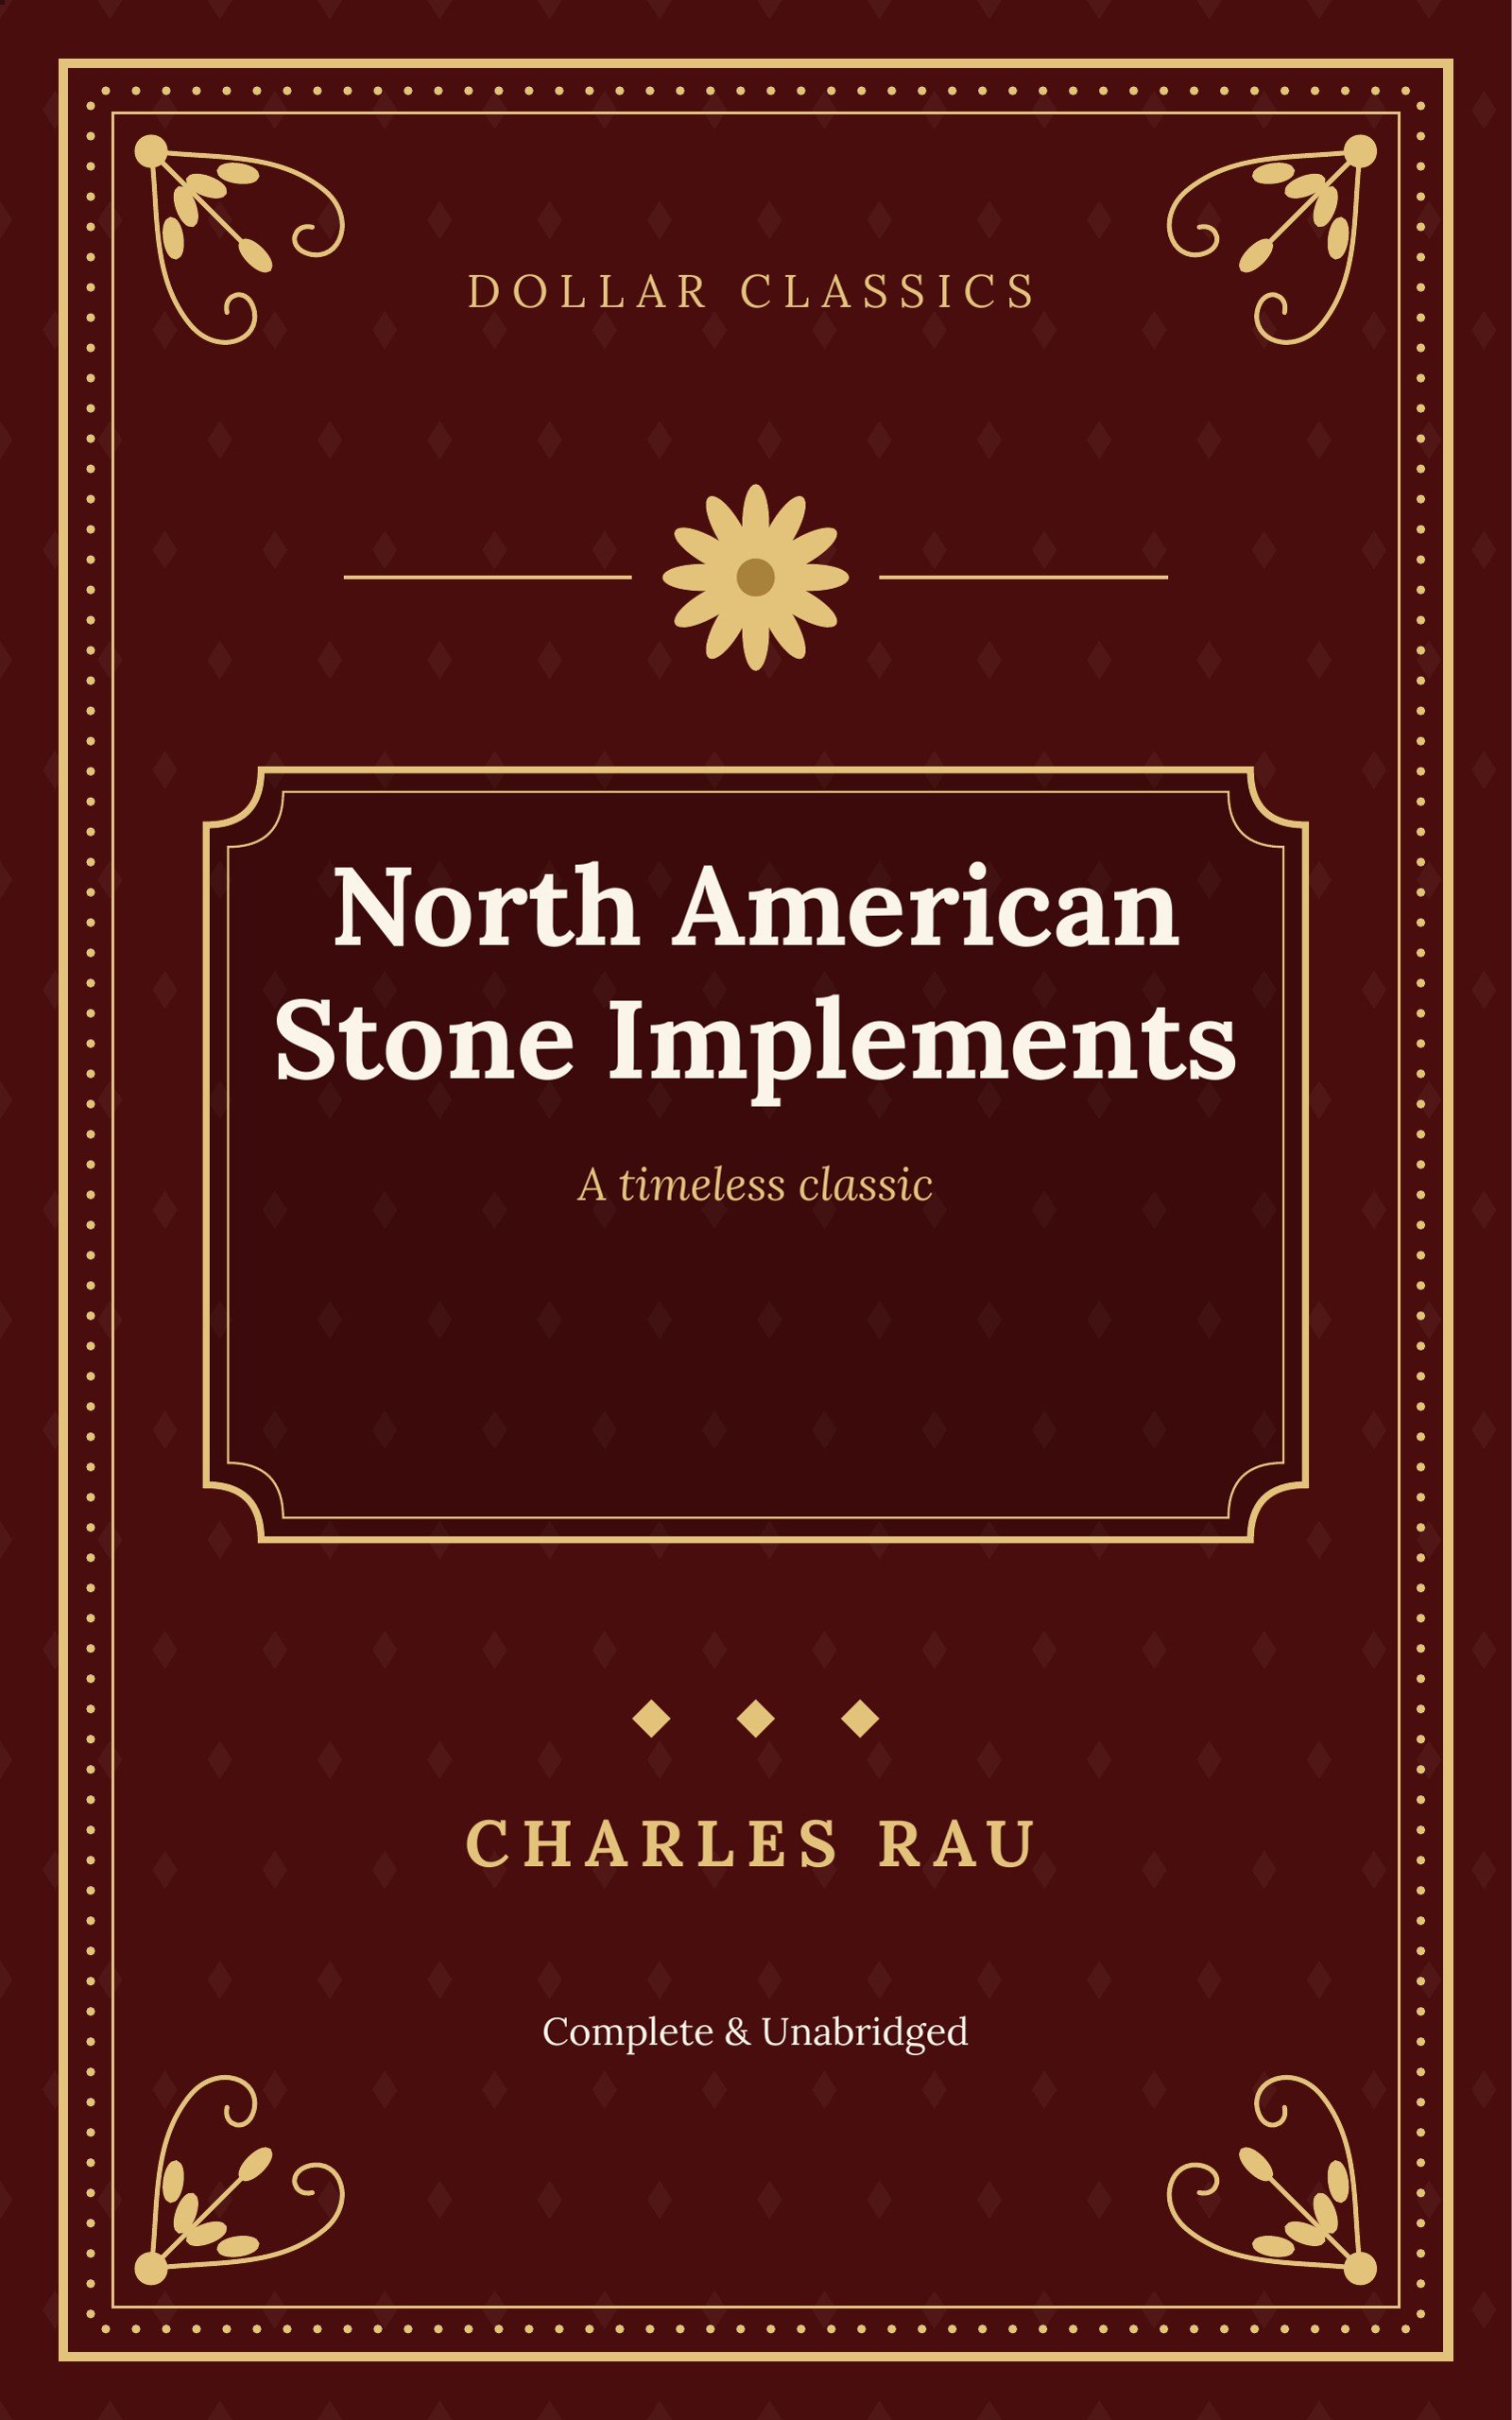 DOLLAR CLASSICS
North American
Stone Implements
A timeless classic
CHARLES RAU
Complete & Unabridged